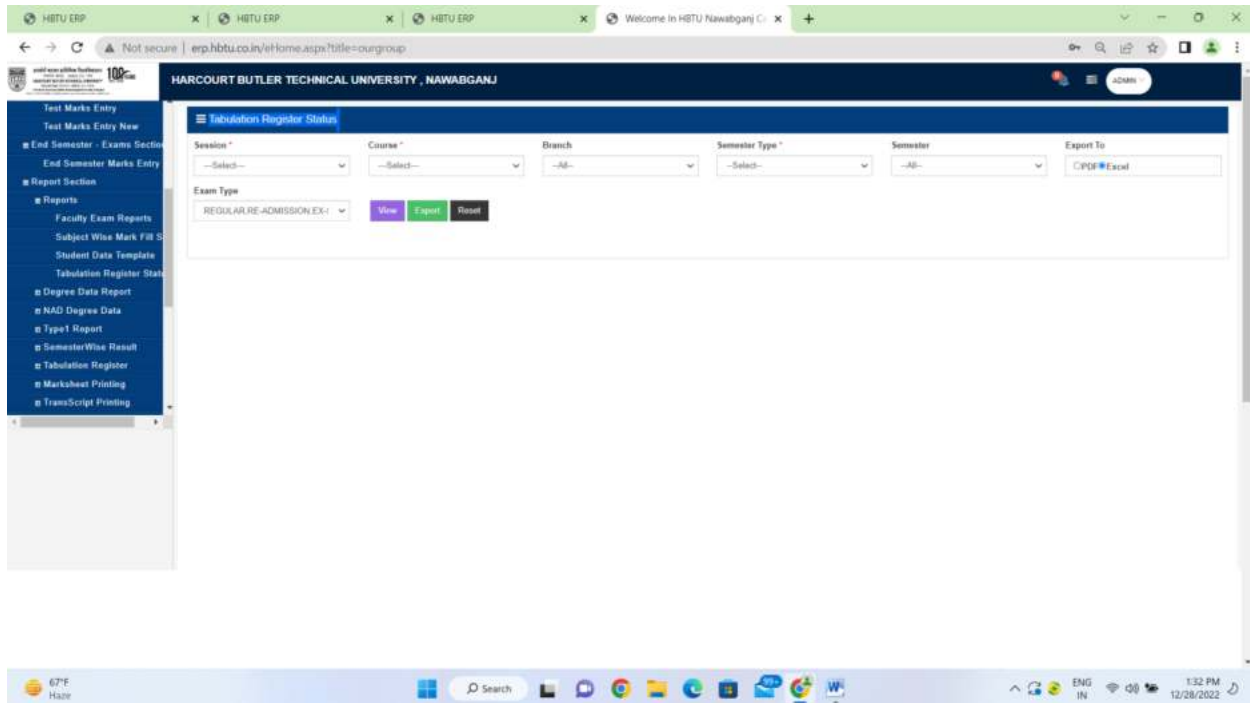 HBTU ERP
HBTU ERP
HBTU ERP
Welcome In HBTU Nawabganj C
Not secure | erp.hbtu.co.in/eHome.aspx?title=ourgroup
100
HARCOURT BUTLER TECHNICAL UNIVERSITY , NAWABGANJ
ADMIN
Test Marks Entry
Test Marks Entry New
End Semester - Exams Section
End Semester Marks Entry
Report Section
Reports
Faculty Exam Reports
Subject Wise Mark Fill S
Student Data Template
Tabulation Register Statu
Degree Data Report
NAD Degree Data
Type1 Report
SemesterWise Result
Tabulation Register
Marksheet Printing
TransScript Printing
Tabulation Register Status
Session * Course * Branch Semester Type * Semester Export To
---Select--- ---Select--- --All-- --Select-- --All-- PDF Excel
Exam Type
REGULAR,RE-ADMISSION,EX- View Export Reset
67°F
Haze
Search
99+
ENG
IN
1:32 PM
12/28/2022